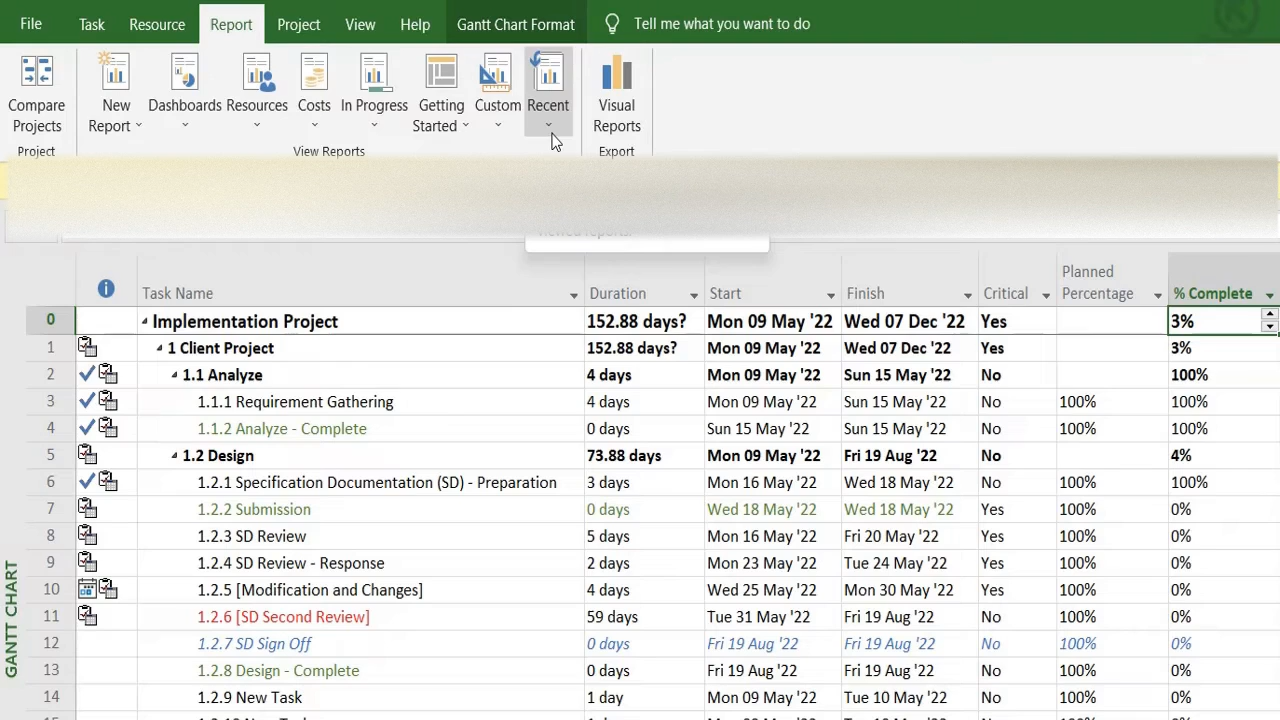 File Task Resource Report Project View Help Gantt Chart Format Tell me what you want to do
Compare Projects
New Report
Dashboards
Resources
Costs
In Progress
Getting Started
Custom
Recent
Visual Reports
Project View Reports Export
Task Name Duration Start Finish Critical Planned Percentage % Complete
0 Implementation Project 152.88 days? Mon 09 May '22 Wed 07 Dec '22 Yes 3%
1 1 Client Project 152.88 days? Mon 09 May '22 Wed 07 Dec '22 Yes 3%
2 1.1 Analyze 4 days Mon 09 May '22 Sun 15 May '22 No 100%
3 1.1.1 Requirement Gathering 4 days Mon 09 May '22 Sun 15 May '22 No 100% 100%
4 1.1.2 Analyze - Complete 0 days Sun 15 May '22 Sun 15 May '22 No 100% 100%
5 1.2 Design 73.88 days Mon 09 May '22 Fri 19 Aug '22 No 4%
6 1.2.1 Specification Documentation (SD) - Preparation 3 days Mon 16 May '22 Wed 18 May '22 No 100% 100%
7 1.2.2 Submission 0 days Wed 18 May '22 Wed 18 May '22 Yes 100% 0%
8 1.2.3 SD Review 5 days Mon 16 May '22 Fri 20 May '22 Yes 100% 0%
9 1.2.4 SD Review - Response 2 days Mon 23 May '22 Tue 24 May '22 Yes 100% 0%
10 1.2.5 [Modification and Changes] 4 days Wed 25 May '22 Mon 30 May '22 Yes 100% 0%
11 1.2.6 [SD Second Review] 59 days Tue 31 May '22 Fri 19 Aug '22 No 100% 0%
12 1.2.7 SD Sign Off 0 days Fri 19 Aug '22 Fri 19 Aug '22 No 100% 0%
13 1.2.8 Design - Complete 0 days Fri 19 Aug '22 Fri 19 Aug '22 No 100% 0%
14 1.2.9 New Task 1 day Mon 09 May '22 Tue 10 May '22 No 100% 0%
GANTT CHART